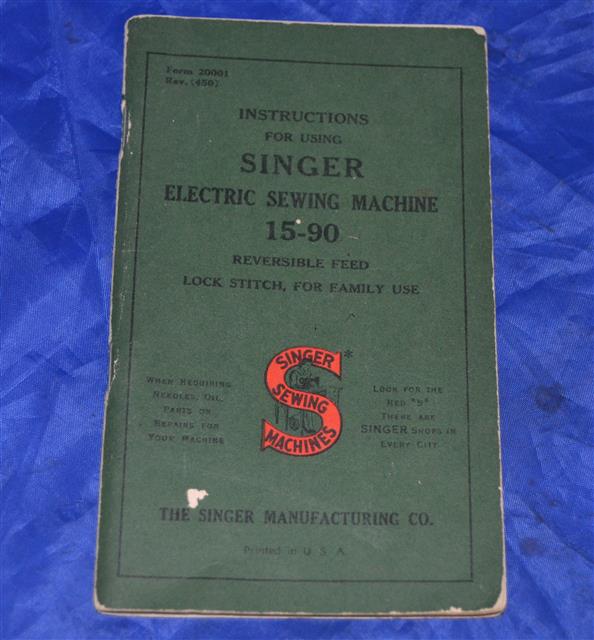 Form 20001
Rev. (450)
INSTRUCTIONS
FOR USING
SINGER
ELECTRIC SEWING MACHINE
15-90
REVERSIBLE FEED
LOCK STITCH, FOR FAMILY USE
WHEN REQUIRING
NEEDLES, OIL,
PARTS OR
REPAIRS FOR
YOUR MACHINE
SINGER *
SEWING
MACHINES
LOOK FOR THE
RED "S"
THERE ARE
SINGER SHOPS IN
EVERY CITY
THE SINGER MANUFACTURING CO.
Printed in U. S. A.